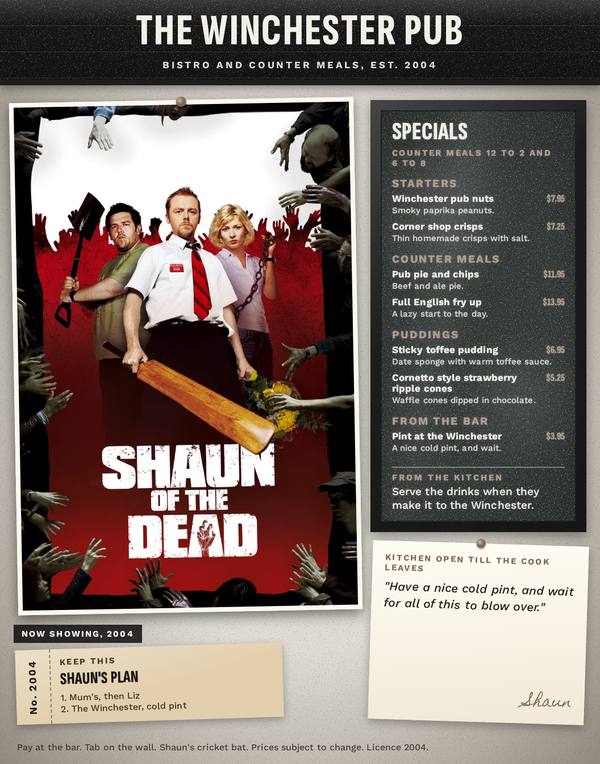 THE WINCHESTER PUB
BISTRO AND COUNTER MEALS, EST. 2004
SHAUN
OF THE
DEAD
NOW SHOWING, 2004
No. 2004
KEEP THIS
SHAUN'S PLAN
1. Mum's, then Liz
2. The Winchester, cold pint
SPECIALS
COUNTER MEALS 12 TO 2 AND
6 TO 8
STARTERS
Winchester pub nuts $7.95
Smoky paprika peanuts.
Corner shop crisps $7.25
Thin homemade crisps with salt.
COUNTER MEALS
Pub pie and chips $11.95
Beef and ale pie.
Full English fry up $13.95
A lazy start to the day.
PUDDINGS
Sticky toffee pudding $6.95
Date sponge with warm toffee sauce.
Cornetto style strawberry $5.25
ripple cones
Waffle cones dipped in chocolate.
FROM THE BAR
Pint at the Winchester $3.95
A nice cold pint, and wait.
FROM THE KITCHEN
Serve the drinks when they
make it to the Winchester.
KITCHEN OPEN TILL THE COOK
LEAVES
"Have a nice cold pint, and wait
for all of this to blow over."
Shaun
Pay at the bar. Tab on the wall. Shaun's cricket bat. Prices subject to change. Licence 2004.